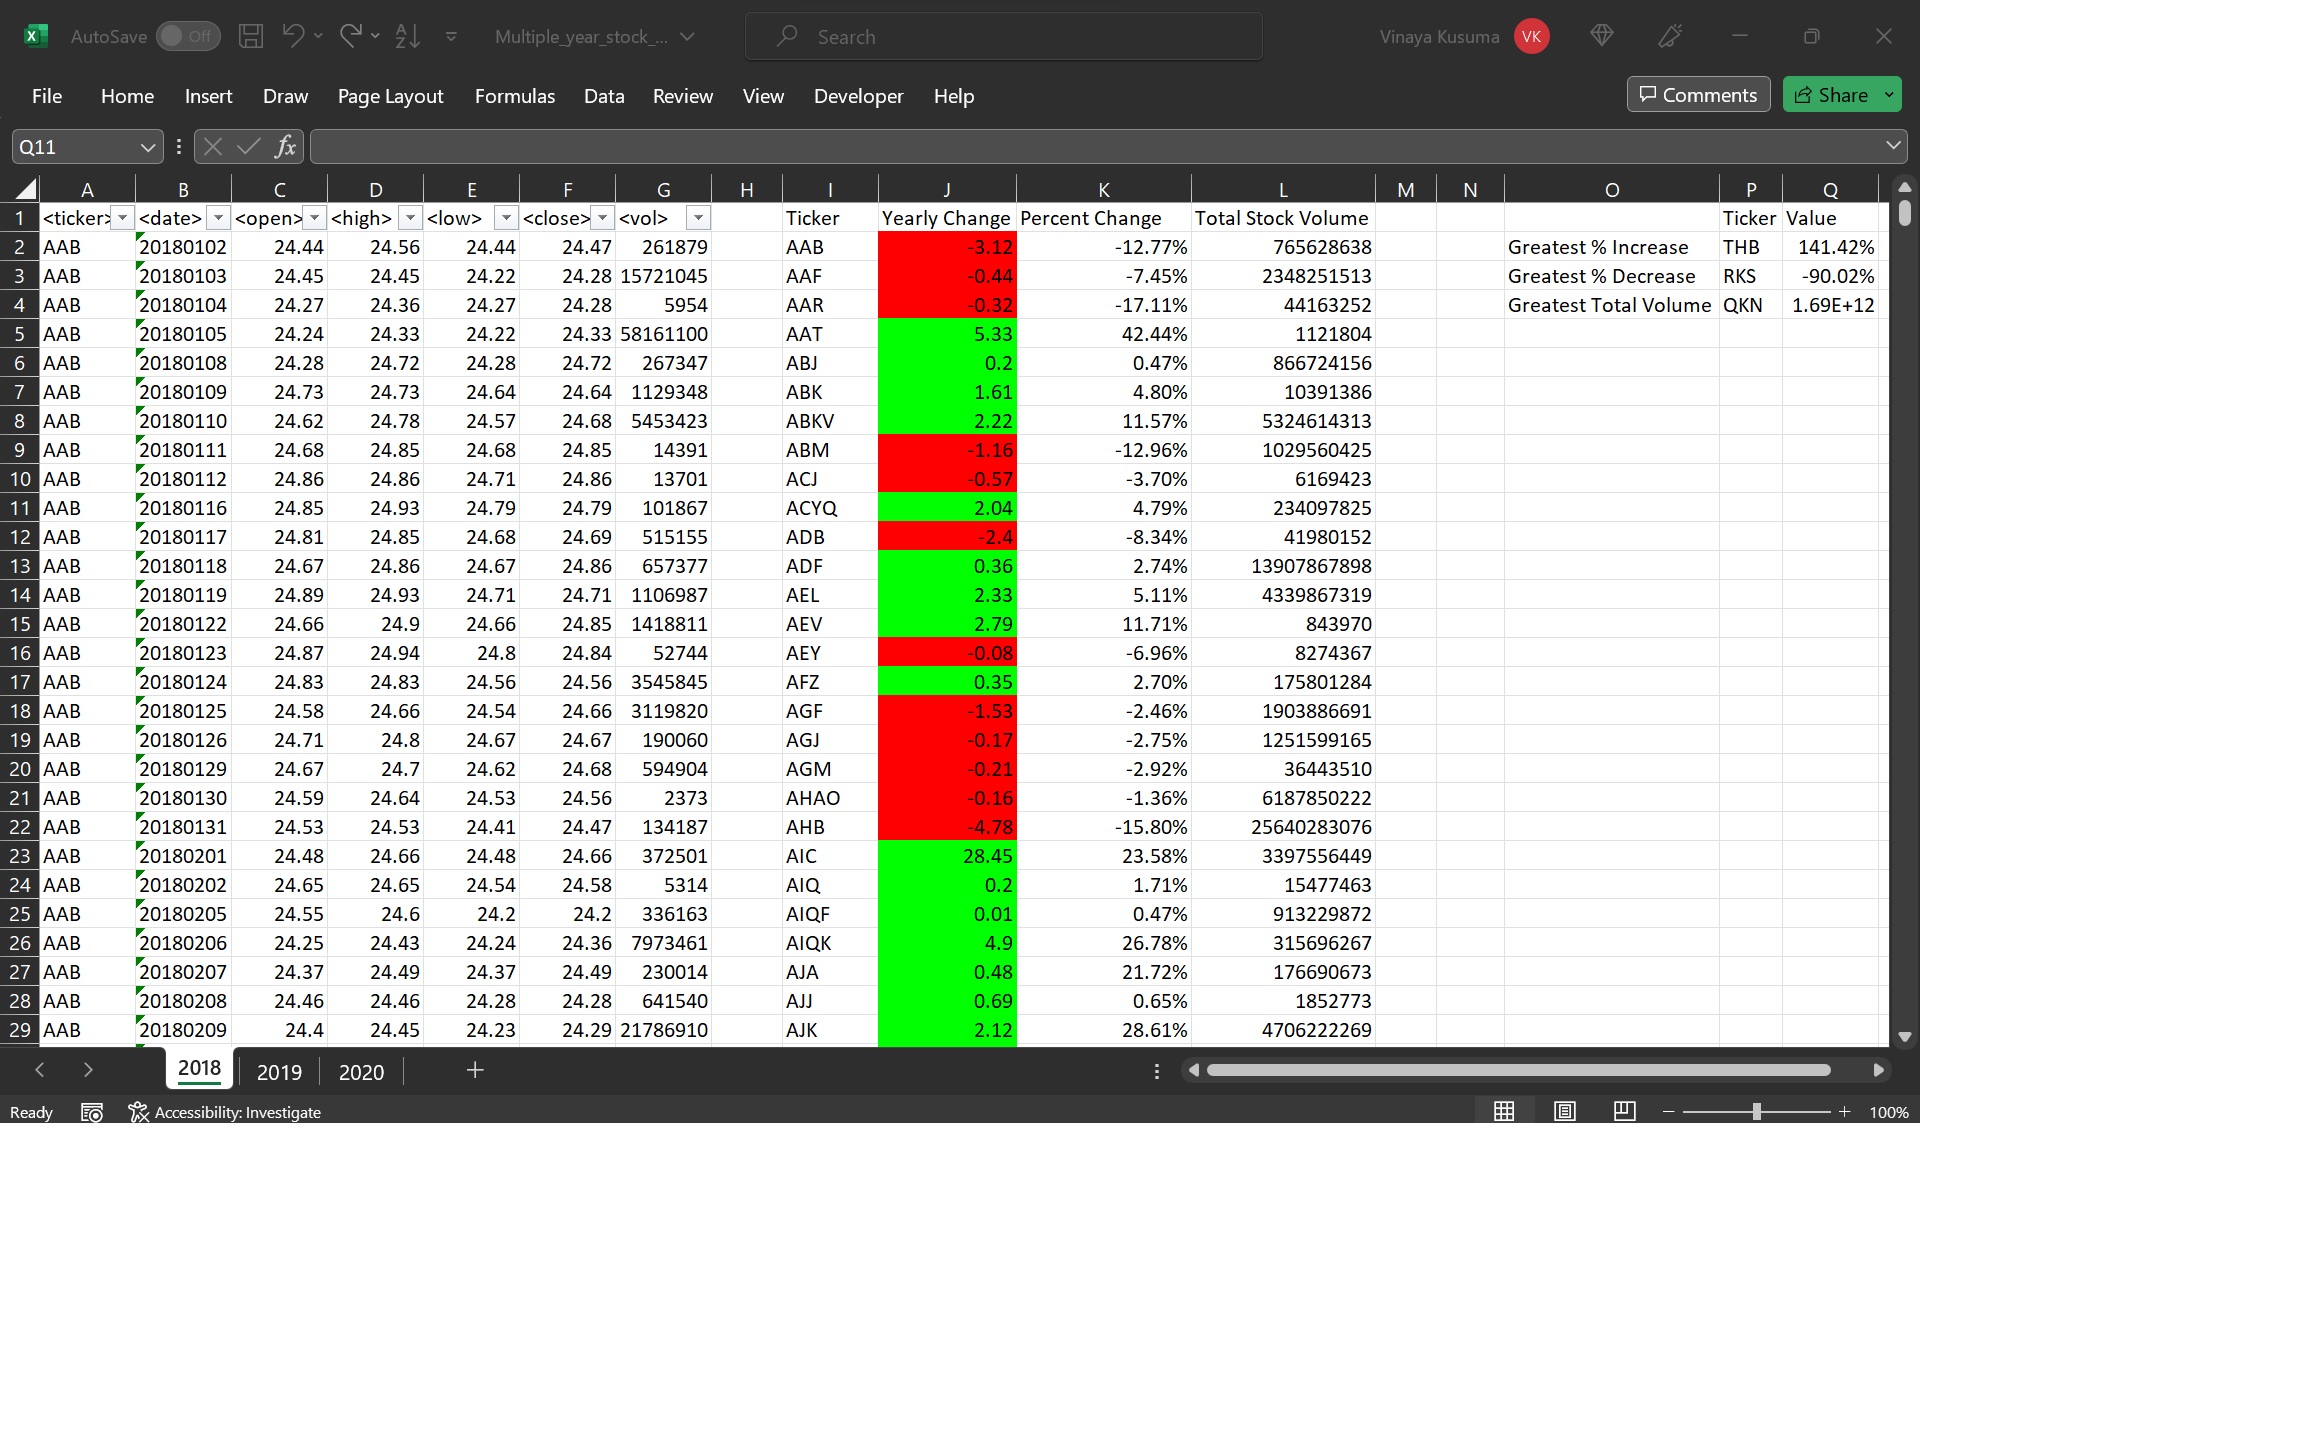 AutoSave Off Multiple_year_stock_... Search Vinaya Kusuma VK
File Home Insert Draw Page Layout Formulas Data Review View Developer Help Comments Share
Q11 fx
A B C D E F G H I J K L M N O P Q
1 <ticker> <date> <open> <high> <low> <close> <vol> Ticker Yearly Change Percent Change Total Stock Volume Ticker Value
2 AAB 20180102 24.44 24.56 24.44 24.47 261879 AAB -3.12 -12.77% 765628638 Greatest % Increase THB 141.42%
3 AAB 20180103 24.45 24.45 24.22 24.28 15721045 AAF -0.44 -7.45% 2348251513 Greatest % Decrease RKS -90.02%
4 AAB 20180104 24.27 24.36 24.27 24.28 5954 AAR -0.32 -17.11% 44163252 Greatest Total Volume QKN 1.69E+12
5 AAB 20180105 24.24 24.33 24.22 24.33 58161100 AAT 5.33 42.44% 1121804
6 AAB 20180108 24.28 24.72 24.28 24.72 267347 ABJ 0.2 0.47% 866724156
7 AAB 20180109 24.73 24.73 24.64 24.64 1129348 ABK 1.61 4.80% 10391386
8 AAB 20180110 24.62 24.78 24.57 24.68 5453423 ABKV 2.22 11.57% 5324614313
9 AAB 20180111 24.68 24.85 24.68 24.85 14391 ABM -1.16 -12.96% 1029560425
10 AAB 20180112 24.86 24.86 24.71 24.86 13701 ACJ -0.57 -3.70% 6169423
11 AAB 20180116 24.85 24.93 24.79 24.79 101867 ACYQ 2.04 4.79% 234097825
12 AAB 20180117 24.81 24.85 24.68 24.69 515155 ADB -2.4 -8.34% 41980152
13 AAB 20180118 24.67 24.86 24.67 24.86 657377 ADF 0.36 2.74% 13907867898
14 AAB 20180119 24.89 24.93 24.71 24.71 1106987 AEL 2.33 5.11% 4339867319
15 AAB 20180122 24.66 24.9 24.66 24.85 1418811 AEV 2.79 11.71% 843970
16 AAB 20180123 24.87 24.94 24.8 24.84 52744 AEY -0.08 -6.96% 8274367
17 AAB 20180124 24.83 24.83 24.56 24.56 3545845 AFZ 0.35 2.70% 175801284
18 AAB 20180125 24.58 24.66 24.54 24.66 3119820 AGF -1.53 -2.46% 1903886691
19 AAB 20180126 24.71 24.8 24.67 24.67 190060 AGJ -0.17 -2.75% 1251599165
20 AAB 20180129 24.67 24.7 24.62 24.68 594904 AGM -0.21 -2.92% 36443510
21 AAB 20180130 24.59 24.64 24.53 24.56 2373 AHAO -0.16 -1.36% 6187850222
22 AAB 20180131 24.53 24.53 24.41 24.47 134187 AHB -4.78 -15.80% 25640283076
23 AAB 20180201 24.48 24.66 24.48 24.66 372501 AIC 28.45 23.58% 3397556449
24 AAB 20180202 24.65 24.65 24.54 24.58 5314 AIQ 0.2 1.71% 15477463
25 AAB 20180205 24.55 24.6 24.2 24.2 336163 AIQF 0.01 0.47% 913229872
26 AAB 20180206 24.25 24.43 24.24 24.36 7973461 AIQK 4.9 26.78% 315696267
27 AAB 20180207 24.37 24.49 24.37 24.49 230014 AJA 0.48 21.72% 176690673
28 AAB 20180208 24.46 24.46 24.28 24.28 641540 AJJ 0.69 0.65% 1852773
29 AAB 20180209 24.4 24.45 24.23 24.29 21786910 AJK 2.12 28.61% 4706222269
2018 2019 2020
Ready Accessibility: Investigate 100%